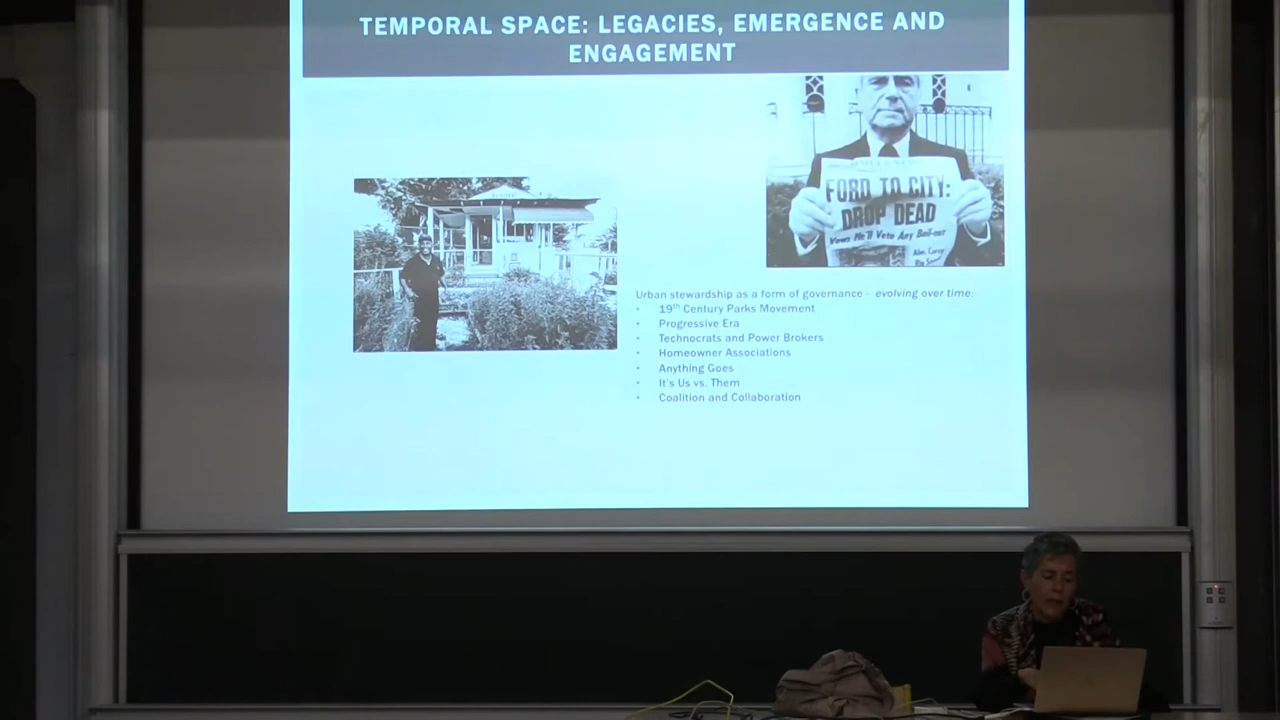 TEMPORAL SPACE: LEGACIES, EMERGENCE AND
ENGAGEMENT
FORD TO CITY:
DROP DEAD
Vows He'll Veto Any Bail-out
Urban stewardship as a form of governance - evolving over time:
• 19th Century Parks Movement
• Progressive Era
• Technocrats and Power Brokers
• Homeowner Associations
• Anything Goes
• It's Us vs. Them
• Coalition and Collaboration